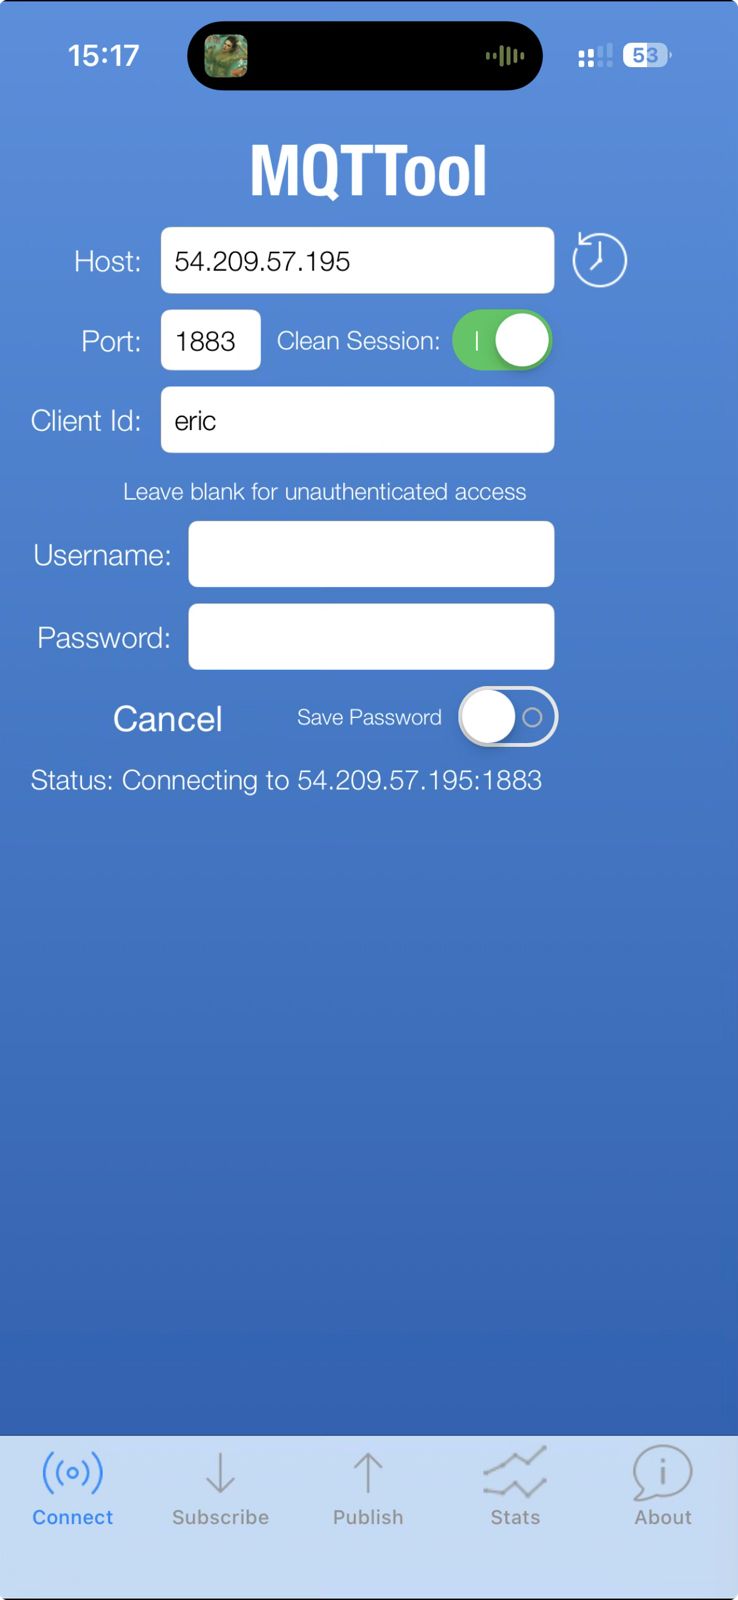 15:17
53
MQTTool
Host: 54.209.57.195
Port: 1883 Clean Session:
Client Id: eric
Leave blank for unauthenticated access
Username:
Password:
Cancel Save Password
Status: Connecting to 54.209.57.195:1883
Connect Subscribe Publish Stats About